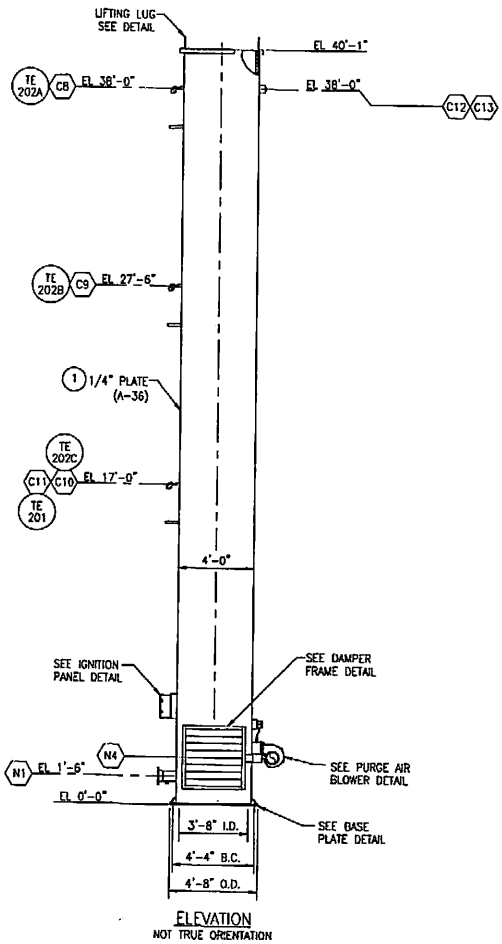 LIFTING LUG
SEE DETAIL
EL 40'-1"
TE
202A
C8
EL 38'-0"
EL 38'-0"
C12
C13
TE
202B
C9
EL 27'-6"
1
1/4" PLATE
(A-36)
TE
202C
C11
C10
EL 17'-0"
TE
201
4'-0"
SEE IGNITION
PANEL DETAIL
SEE DAMPER
FRAME DETAIL
N4
N1
EL 1'-6"
SEE PURGE AIR
BLOWER DETAIL
EL 0'-0"
SEE BASE
PLATE DETAIL
3'-8" I.D.
4'-4" B.C.
4'-8" O.D.
ELEVATION
NOT TRUE ORIENTATION